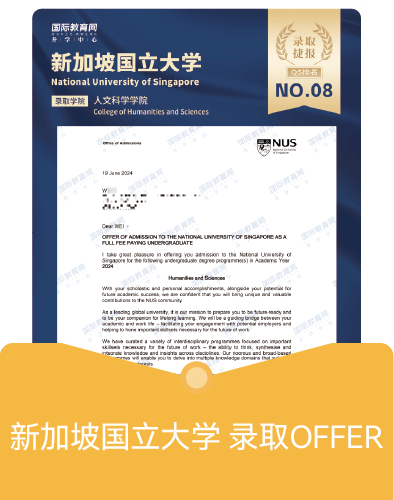 国际教育网
升学中心
录取
捷报
QS排名
NO.08
新加坡国立大学
National University of Singapore
录取学院 人文科学学院
College of Humanities and Sciences
Office of Admissions
NUS
National University
of Singapore
19 June 2024
W
Dear WEI
OFFER OF ADMISSION TO THE NATIONAL UNIVERSITY OF SINGAPORE AS A
FULL FEE PAYING UNDERGRADUATE
I take great pleasure in offering you admission to the National University of
Singapore for the following undergraduate degree programme(s) in Academic Year
2024
Humanities and Sciences
With your scholastic and personal accomplishments, alongside your potential for
future academic success, we are confident that you will bring unique and valuable
contributions to the NUS community.
As a leading global university, it is our mission to prepare you to be future-ready and
to be your companion for lifelong learning. We will be a guiding bridge between your
academic and work life – facilitating your engagement with potential employers and
helping to hone important skillsets necessary for the future of work.
We have curated a variety of interdisciplinary programmes focused on important
skillsets necessary for the future of work – the ability to think, synthesise and
integrate knowledge and insights across disciplines. Our rigorous and broad-based
will enable you to delve into multiple knowledge domains that
新加坡国立大学 录取OFFER